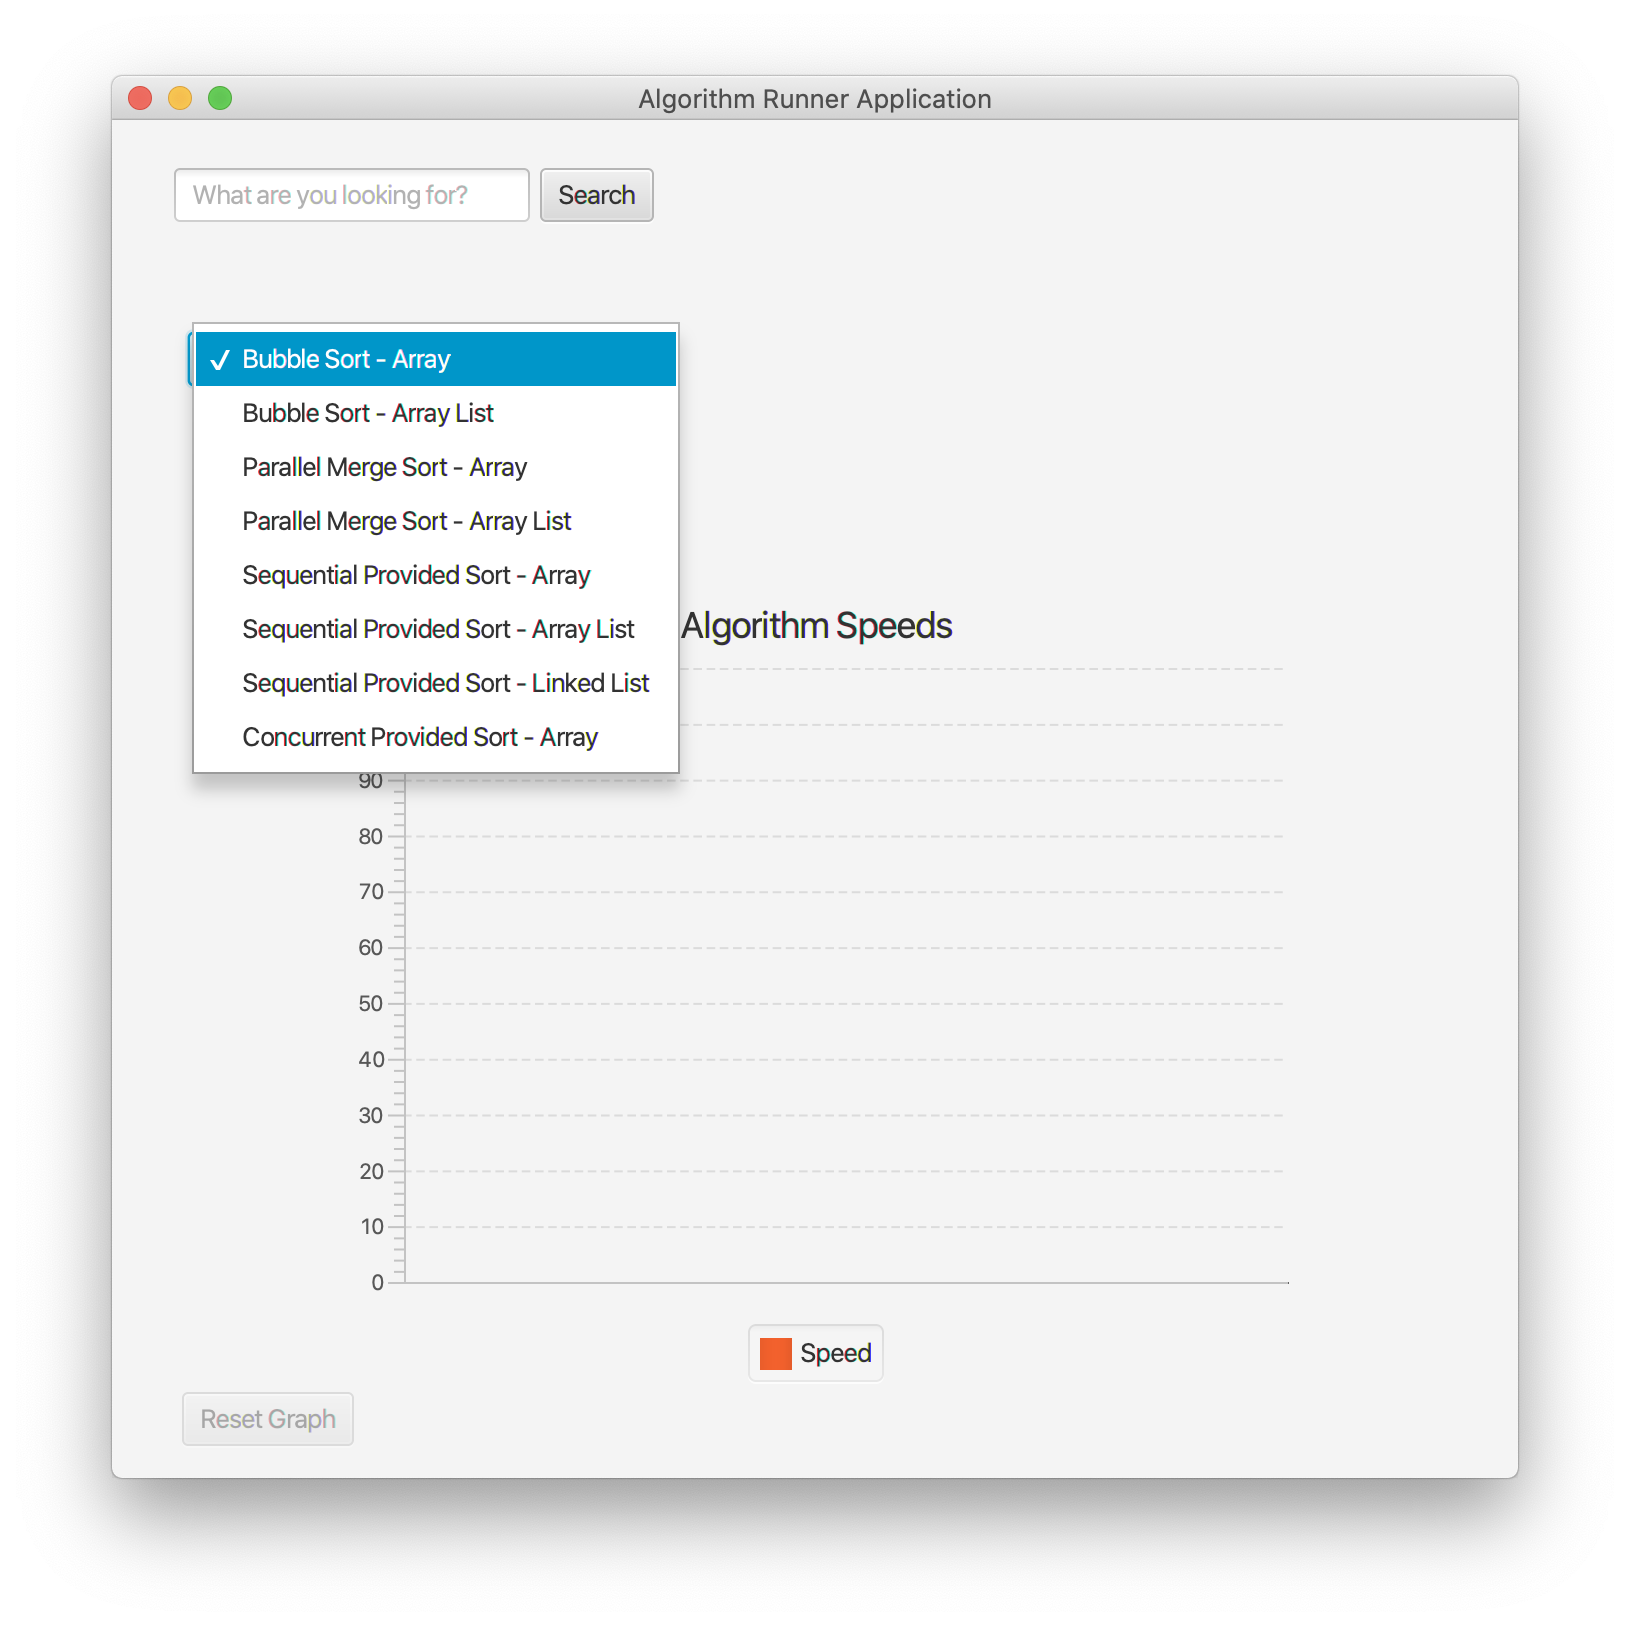 Algorithm Runner Application
What are you looking for?
Search
✓ Bubble Sort - Array
Bubble Sort - Array List
Parallel Merge Sort - Array
Parallel Merge Sort - Array List
Sequential Provided Sort - Array
Sequential Provided Sort - Array List
Sequential Provided Sort - Linked List
Concurrent Provided Sort - Array
Algorithm Speeds
90
80
70
60
50
40
30
20
10
0
Speed
Reset Graph